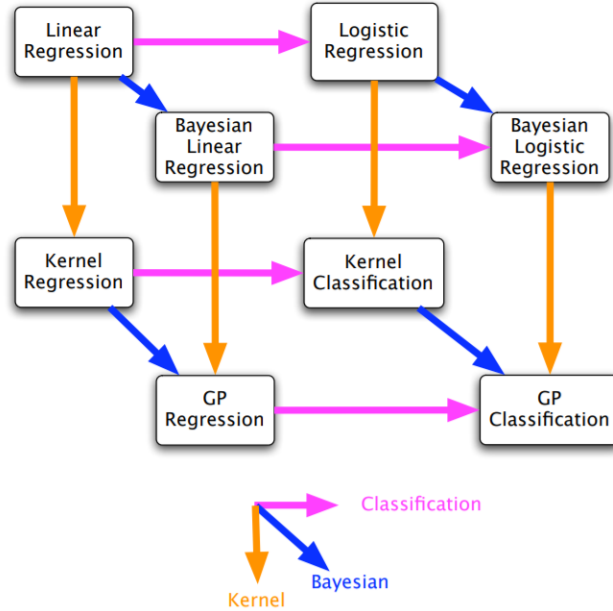 Linear
Regression
Logistic
Regression
Bayesian
Linear
Regression
Bayesian
Logistic
Regression
Kernel
Regression
Kernel
Classification
GP
Regression
GP
Classification
Classification
Bayesian
Kernel